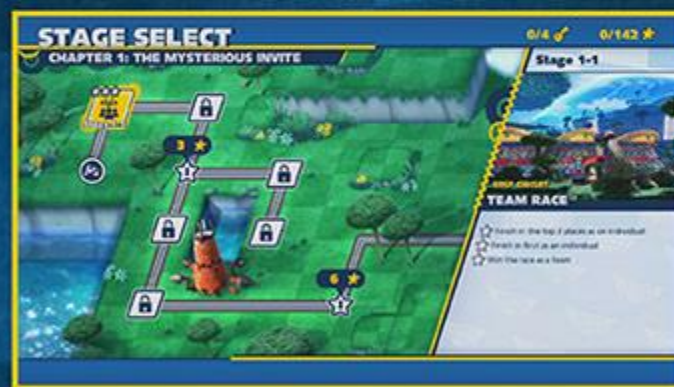 STAGE SELECT
0/4
0/142
CHAPTER 1: THE MYSTERIOUS INVITE
Stage 1-1
3
6
TEAM RACE
Finish in the top 3 places as an individual
Finish in first as an individual
Win the race as a team